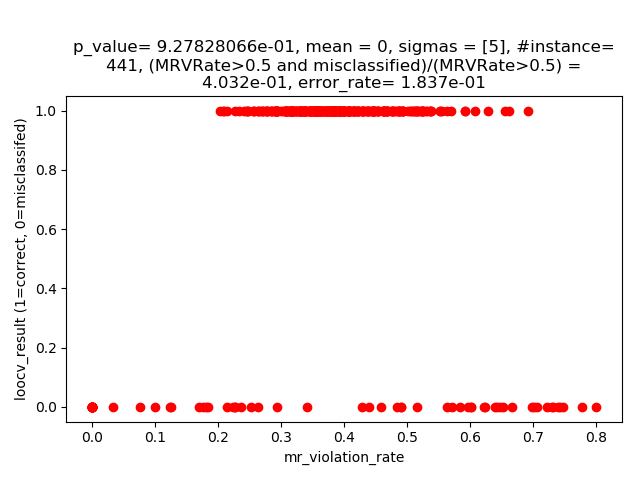 p_value= 9.27828066e-01, mean = 0, sigmas = [5], #instance=
441, (MRVRate>0.5 and misclassified)/(MRVRate>0.5) =
4.032e-01, error_rate= 1.837e-01
loocv_result (1=correct, 0=misclassifed)
1.0
0.8
0.6
0.4
0.2
0.0
0.0 0.1 0.2 0.3 0.4 0.5 0.6 0.7 0.8
mr_violation_rate